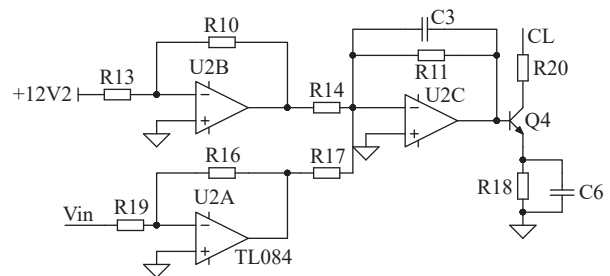 C3
CL
R10
R11
R20
U2B
R13
R14
U2C
+12V2
Q4
R16
R17
U2A
R18
C6
R19
Vin
TL084